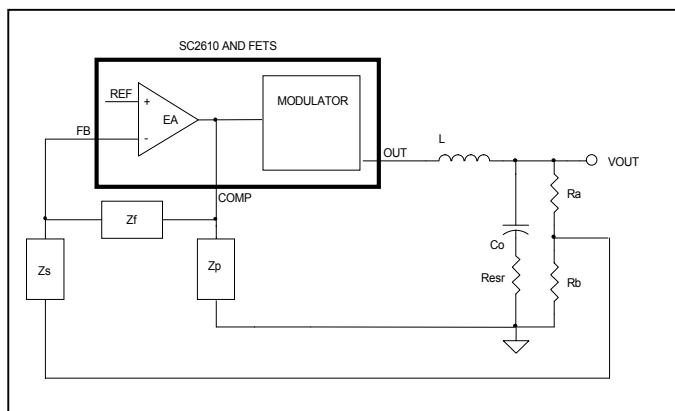 SC2610 AND FETS
REF
+
EA
-
MODULATOR
FB
OUT
L
VOUT
COMP
Ra
Zf
Co
Zs
Zp
Resr
Rb